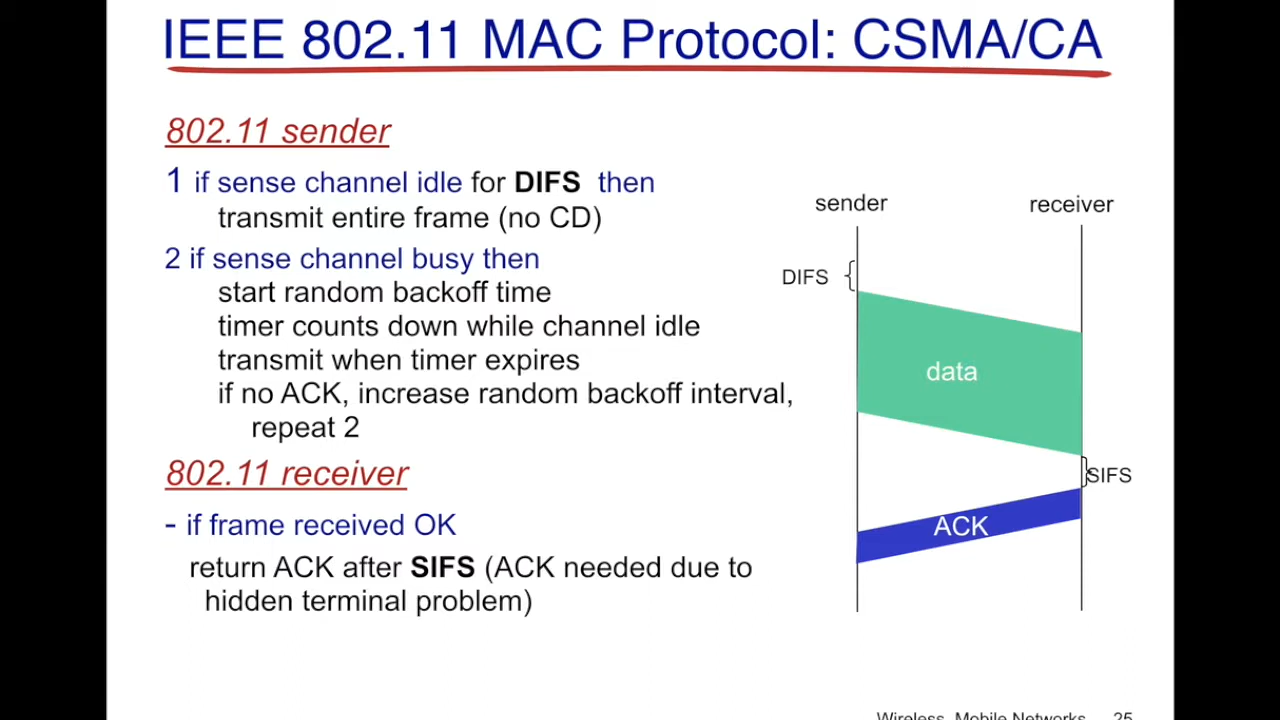 IEEE 802.11 MAC Protocol: CSMA/CA
802.11 sender
1 if sense channel idle for DIFS then
transmit entire frame (no CD)
2 if sense channel busy then
start random backoff time
timer counts down while channel idle
transmit when timer expires
if no ACK, increase random backoff interval,
repeat 2
802.11 receiver
- if frame received OK
return ACK after SIFS (ACK needed due to
hidden terminal problem)
sender
receiver
DIFS
data
SIFS
ACK
Wireless, Mobile Networks 25